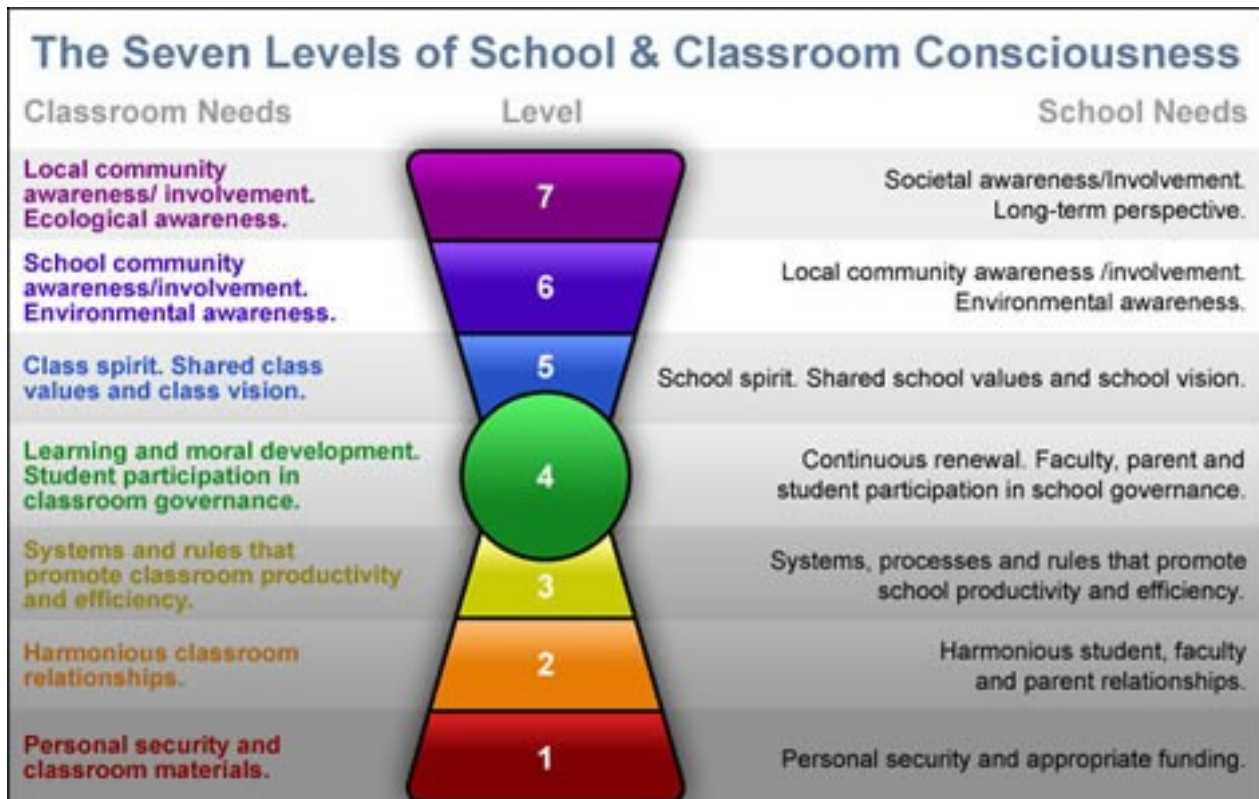 The Seven Levels of School & Classroom Consciousness
Classroom Needs
Level
School Needs
Local community
awareness/ involvement.
Ecological awareness.
7
Societal awareness/Involvement.
Long-term perspective.
School community
awareness/involvement.
Environmental awareness.
6
Local community awareness /involvement.
Environmental awareness.
Class spirit. Shared class
values and class vision.
5
School spirit. Shared school values and school vision.
Learning and moral development.
Student participation in
classroom governance.
4
Continuous renewal. Faculty, parent and
student participation in school governance.
Systems and rules that
promote classroom productivity
and efficiency.
3
Systems, processes and rules that promote
school productivity and efficiency.
Harmonious classroom
relationships.
2
Harmonious student, faculty
and parent relationships.
Personal security and
classroom materials.
1
Personal security and appropriate funding.